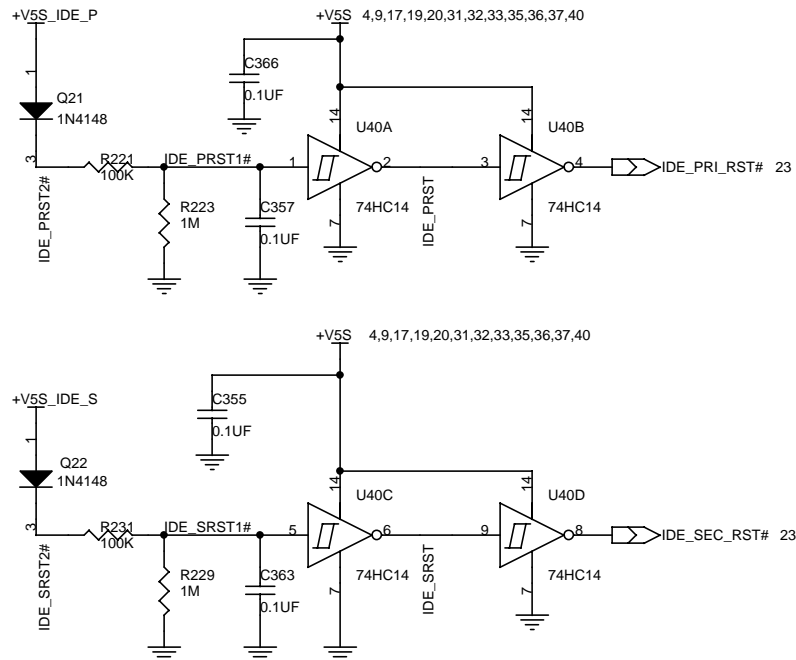 +V5S_IDE_P
+V5S 4,9,17,19,20,31,32,33,35,36,37,40
1
C366
0.1UF
Q21
1N4148
14
U40A
14
U40B
3
R221
100K
IDE_PRST1#
1
2
3
4
IDE_PRI_RST# 23
IDE_PRST2#
R223
1M
C357
0.1UF
7
74HC14
IDE_PRST
7
74HC14
+V5S 4,9,17,19,20,31,32,33,35,36,37,40
+V5S_IDE_S
C355
0.1UF
1
Q22
1N4148
14
U40C
14
U40D
3
R231
100K
IDE_SRST1#
5
6
9
8
IDE_SEC_RST# 23
IDE_SRST2#
R229
1M
C363
0.1UF
7
74HC14
IDE_SRST
7
74HC14